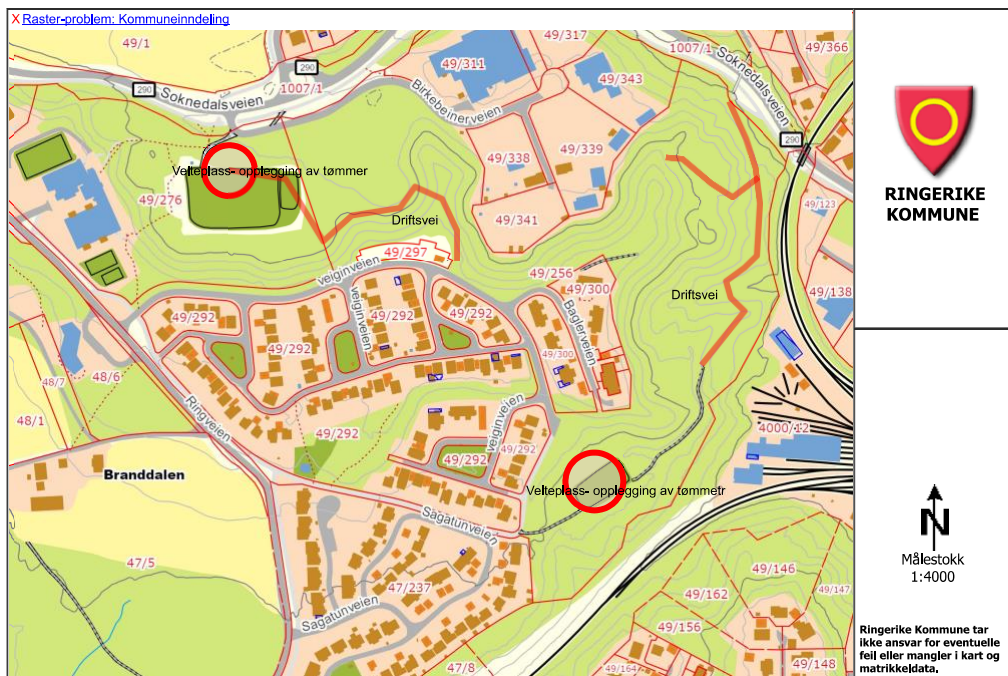 X Raster-problem: Kommuneinndeling
49/1
49/317
1007/1
49/366
290
49/311
49/343
Soknedalsveien
1007/1
Birkebeinerveien
Soknedalsveien
290
290
49/338
49/339
Velteplass- opplegging av tømmer
49/276
49/123
49/341
Driftsvei
49/297
veiginveien
49/256
49/300
49/138
Driftsvei
49/292
49/292
49/292
veiginveien
Baglerveien
49/292
49/300
48/7
48/6
Ringveien
48/1
veiginveien
49/292
49/292
4000/12
49/292
Branddalen
Velteplass- opplegging av tømmetr
Sagatunveien
47/5
47/237
49/146
49/162
49/147
49/156
Sagatunveien
47/8
49/164
49/148
RINGERIKE
KOMMUNE
N
Målestokk
1:4000
Ringerike Kommune tar
ikke ansvar for eventuelle
feil eller mangler i kart og
matrikkeldata.